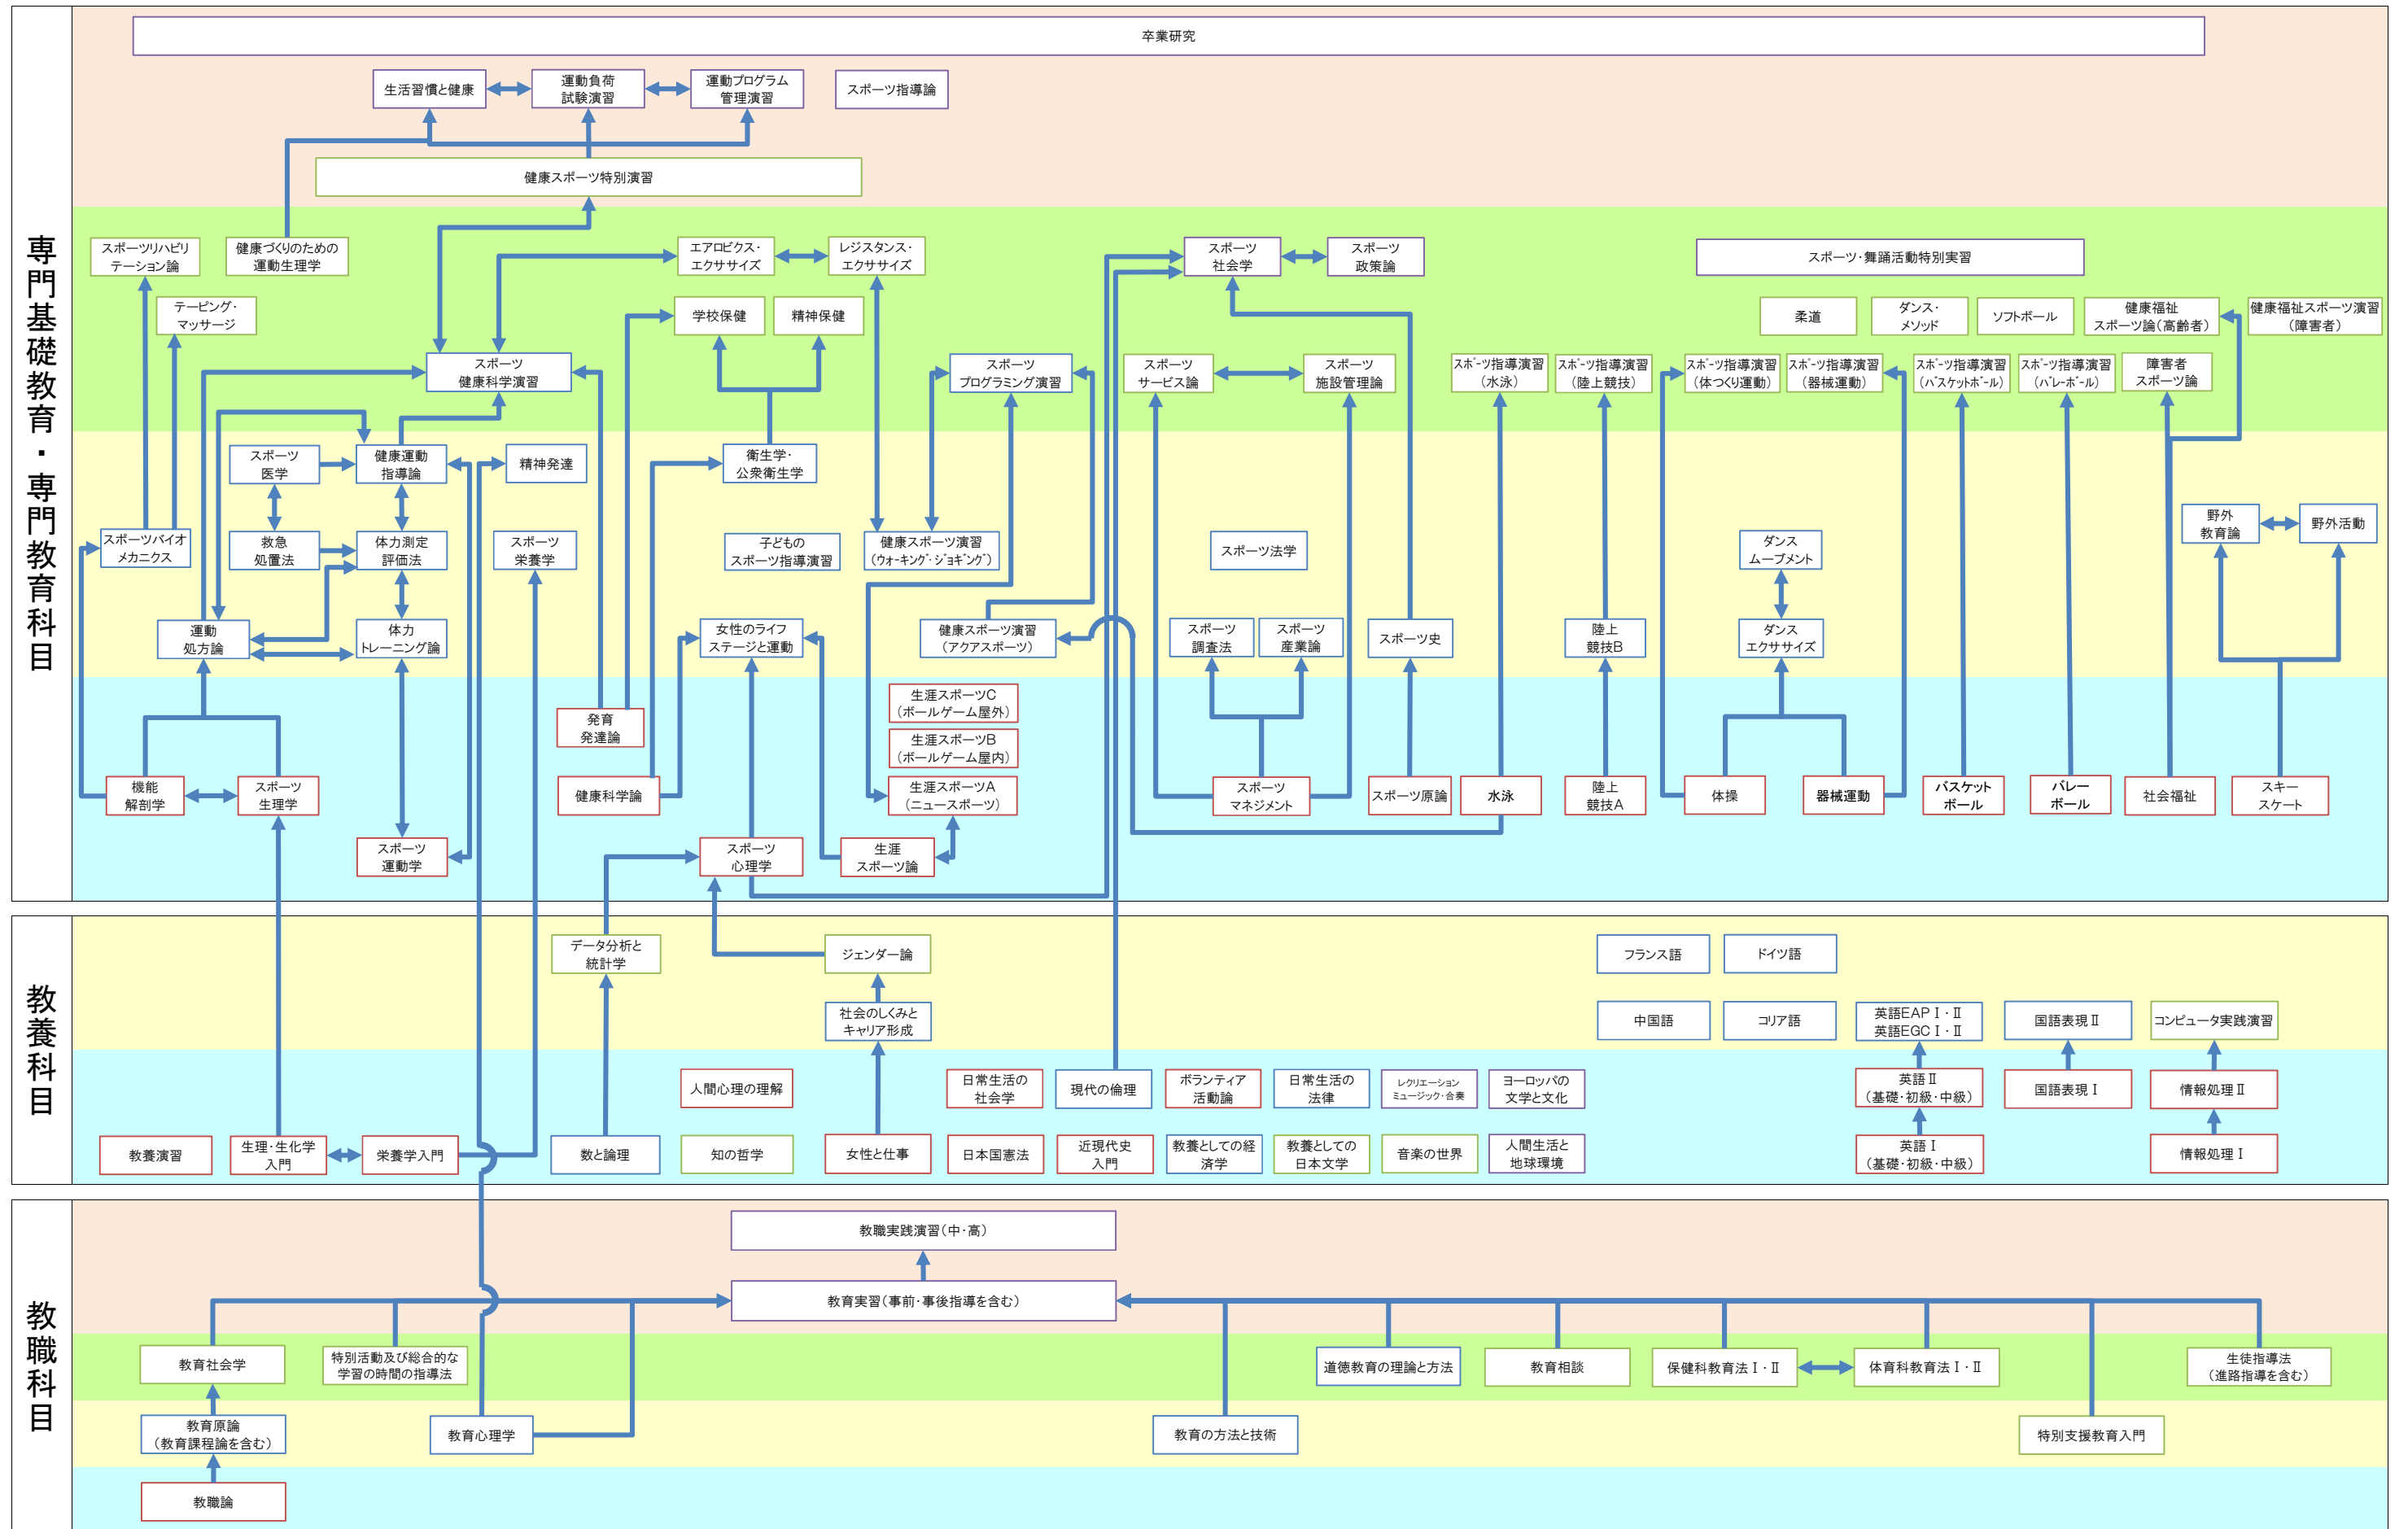 専門基礎教育・専門教育科目
卒業研究
生活習慣と健康
運動負荷
試験演習
運動プログラム
管理演習
スポーツ指導論
健康スポーツ特別演習
スポーツリハビリ
テーション論
健康づくりのための
運動生理学
エアロビクス・
エクササイズ
レジスタンス・
エクササイズ
スポーツ
社会学
スポーツ
政策論
スポーツ・舞踊活動特別実習
テーピング・
マッサージ
学校保健
精神保健
柔道
ダンス・
メソッド
ソフトボール
健康福祉
スポーツ論(高齢者)
健康福祉スポーツ演習
(障害者)
スポーツ
健康科学演習
スポーツ
プログラミング演習
スポーツ
サービス論
スポーツ
施設管理論
スポーツ指導演習
(水泳)
スポーツ指導演習
(陸上競技)
スポーツ指導演習
(体つくり運動)
スポーツ指導演習
(器械運動)
スポーツ指導演習
(バスケットボール)
スポーツ指導演習
(バレーボール)
障害者
スポーツ論
スポーツ
医学
健康運動
指導論
精神発達
衛生学・
公衆衛生学
スポーツバイオ
メカニクス
救急
処置法
体力測定
評価法
スポーツ
栄養学
子どもの
スポーツ指導演習
健康スポーツ演習
(ウォーキング・ジョギング)
スポーツ法学
ダンス
ムーブメント
野外
教育論
野外活動
運動
処方論
体力
トレーニング論
女性のライフ
ステージと運動
健康スポーツ演習
(アクアスポーツ)
スポーツ
調査法
スポーツ
産業論
スポーツ史
陸上
競技B
ダンス
エクササイズ
発育
発達論
生涯スポーツC
(ボールゲーム屋外)
生涯スポーツB
(ボールゲーム屋内)
機能
解剖学
スポーツ
生理学
健康科学論
生涯スポーツA
(ニュースポーツ)
スポーツ
マネジメント
スポーツ原論
水泳
陸上
競技A
体操
器械運動
バスケット
ボール
バレー
ボール
社会福祉
スキー
スケート
スポーツ
運動学
スポーツ
心理学
生涯
スポーツ論
教養科目
データ分析と
統計学
ジェンダー論
フランス語
ドイツ語
社会のしくみと
キャリア形成
中国語
コリア語
英語EAPⅠ・Ⅱ
英語EGCⅠ・Ⅱ
国語表現Ⅱ
コンピュータ実践演習
人間心理の理解
日常生活の
社会学
現代の倫理
ボランティア
活動論
日常生活の
法律
レクリエーション
ミュージック・合奏
ヨーロッパの
文学と文化
英語Ⅱ
(基礎・初級・中級)
国語表現Ⅰ
情報処理Ⅱ
教養演習
生理・生化学
入門
栄養学入門
数と論理
知の哲学
女性と仕事
日本国憲法
近現代史
入門
教養としての経
済学
教養としての
日本文学
音楽の世界
人間生活と
地球環境
英語Ⅰ
(基礎・初級・中級)
情報処理Ⅰ
教職科目
教職実践演習(中・高)
教育実習(事前・事後指導を含む)
教育社会学
特別活動及び総合的な
学習の時間の指導法
道徳教育の理論と方法
教育相談
保健科教育法Ⅰ・Ⅱ
体育科教育法Ⅰ・Ⅱ
生徒指導法
(進路指導を含む)
教育原論
(教育課程論を含む)
教育心理学
教育の方法と技術
特別支援教育入門
教職論